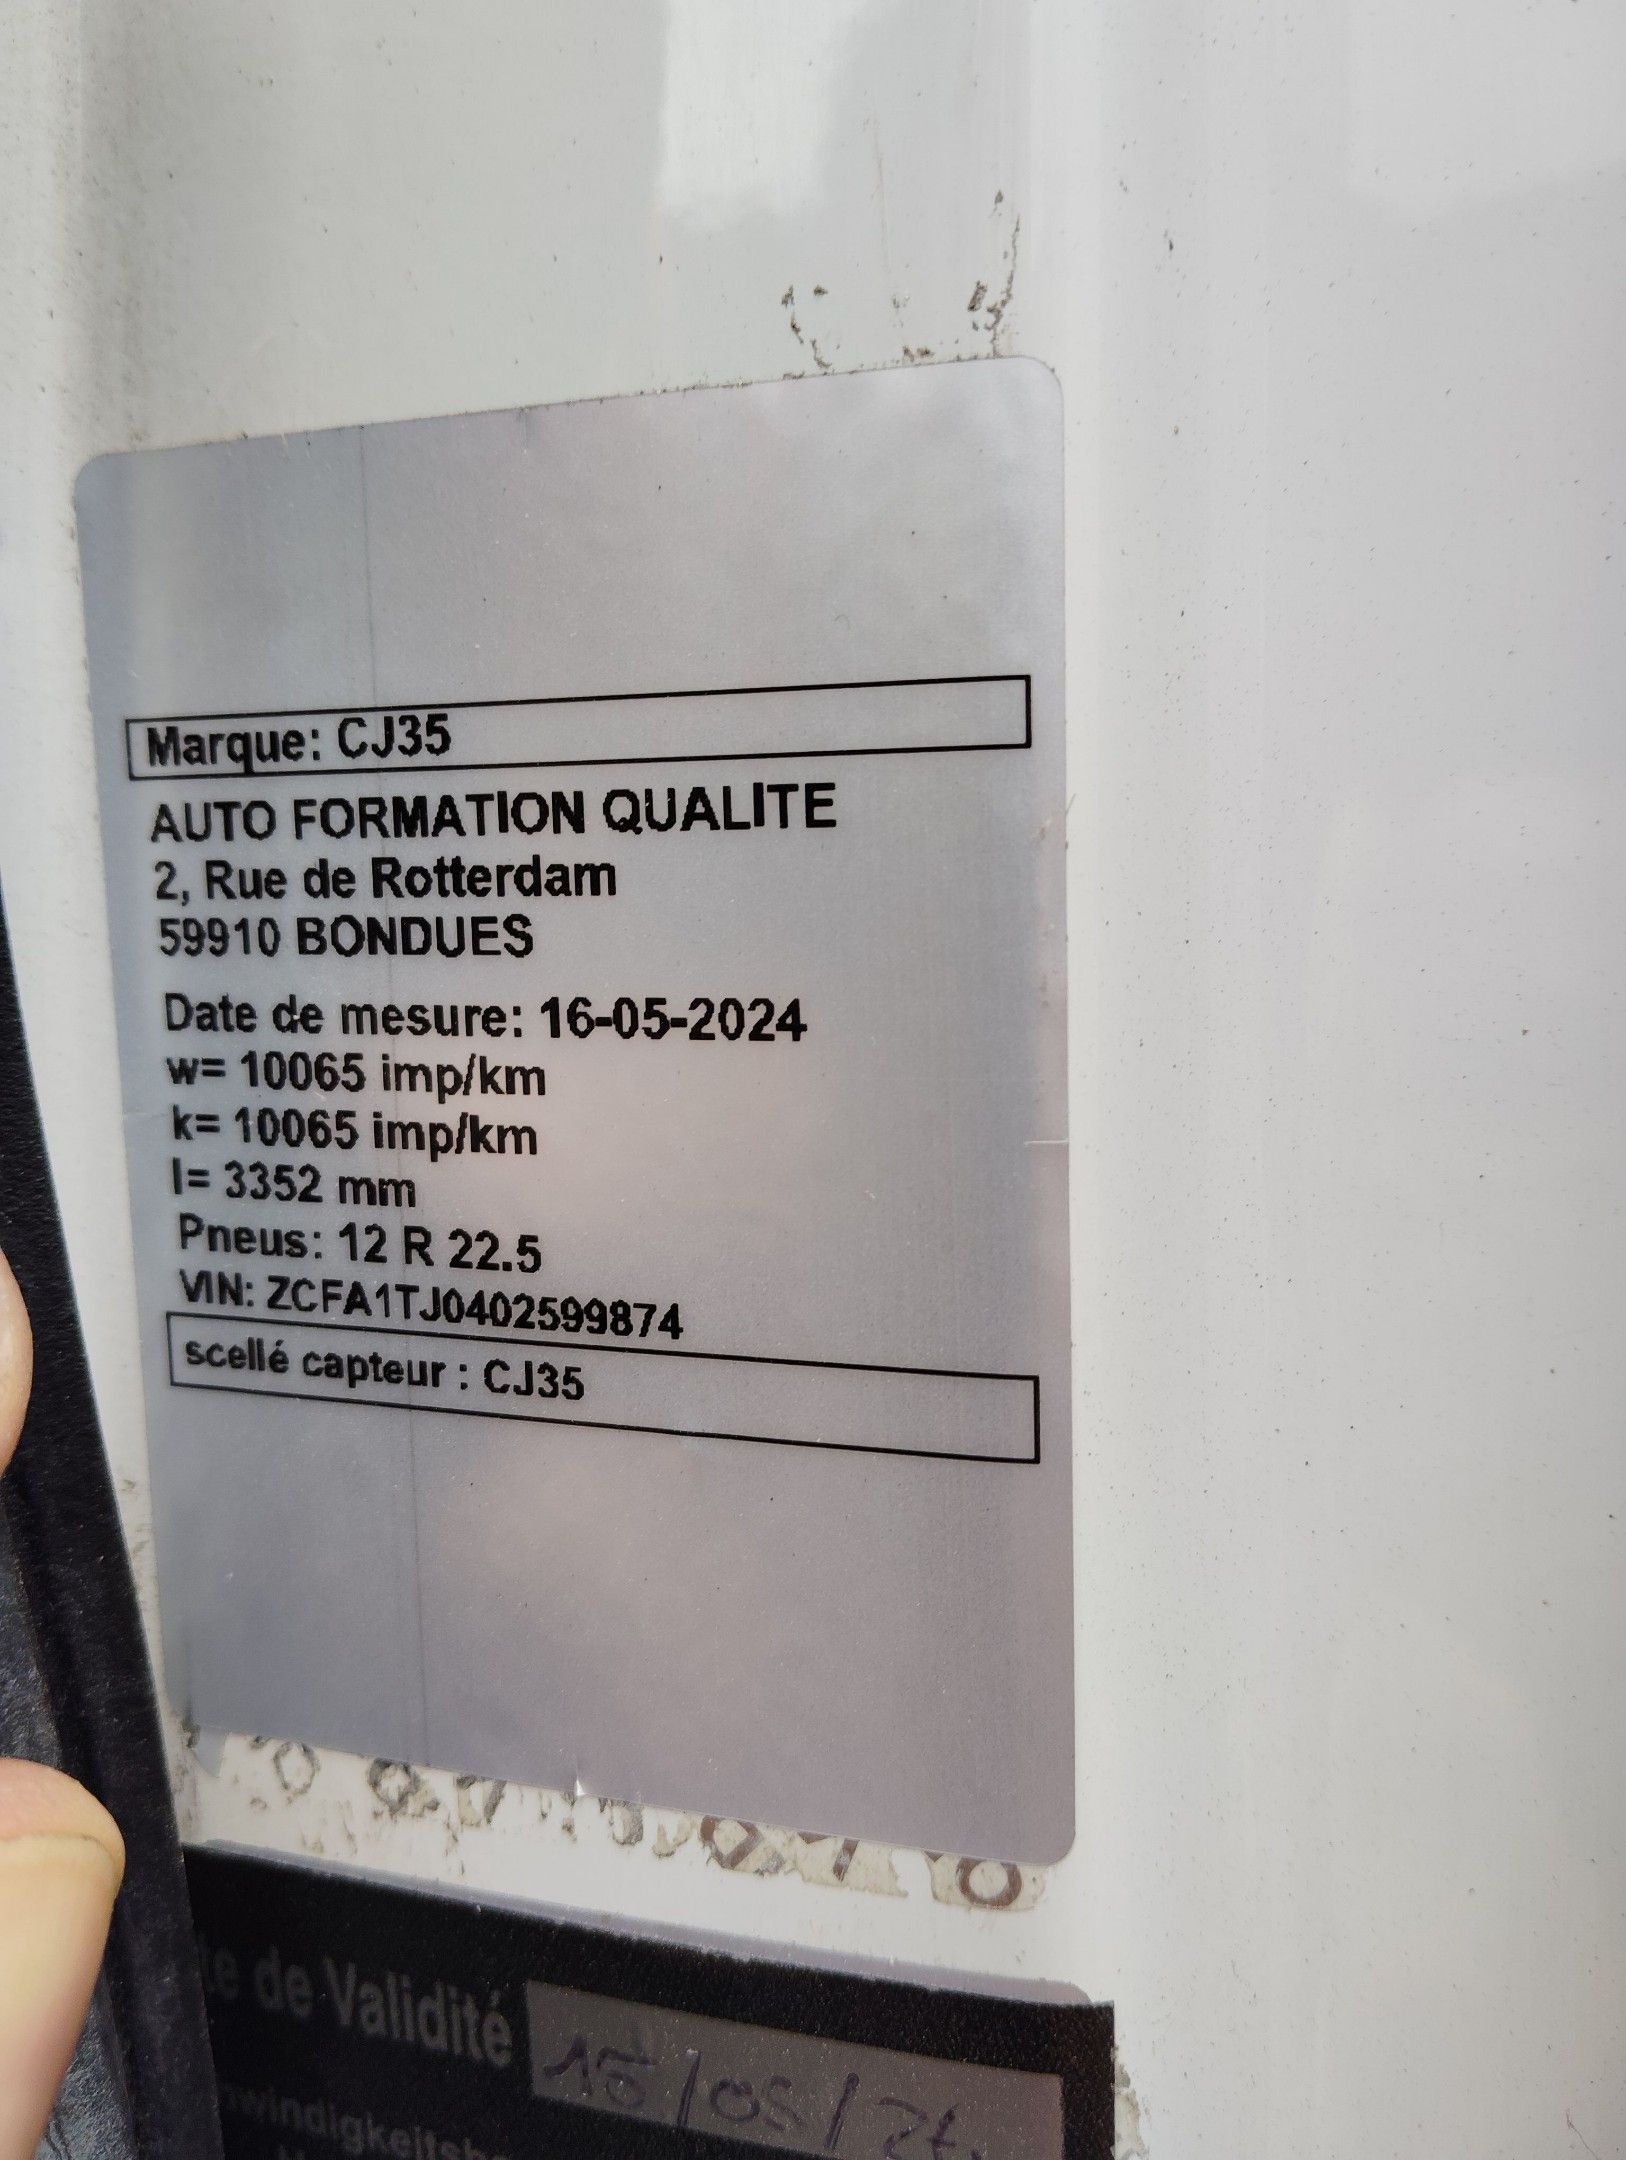 Marque: CJ35
AUTO FORMATION QUALITE
2, Rue de Rotterdam
59910 BONDUES
Date de mesure: 16-05-2024
w= 10065 imp/km
k= 10065 imp/km
l= 3352 mm
Pneus: 12 R 22.5
VIN: ZCFA1TJ0402599874
scellé capteur : CJ35
de Validité